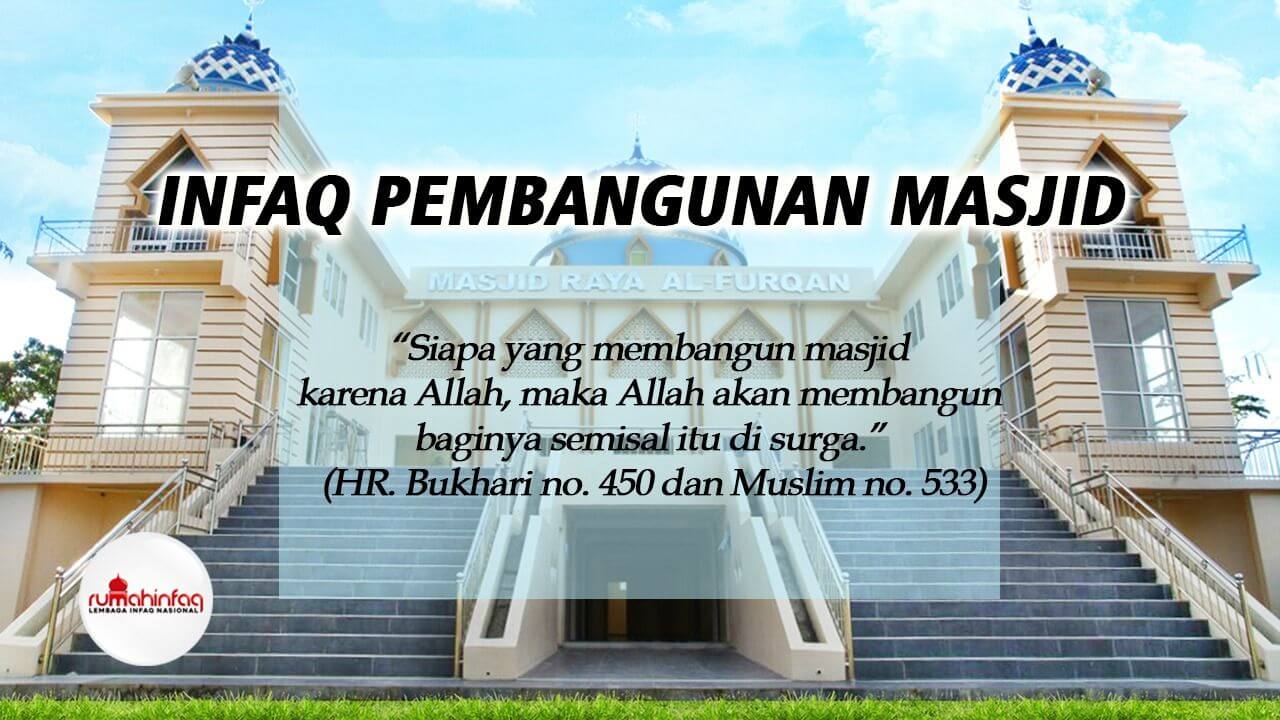 INFAQ PEMBANGUNAN MASJID
MASJID RAYA AL-FURQAN
“Siapa yang membangun masjid
karena Allah, maka Allah akan membangun
baginya semisal itu di surga.”
(HR. Bukhari no. 450 dan Muslim no. 533)
rumahinfaq
LEMBAGA INFAQ NASIONAL